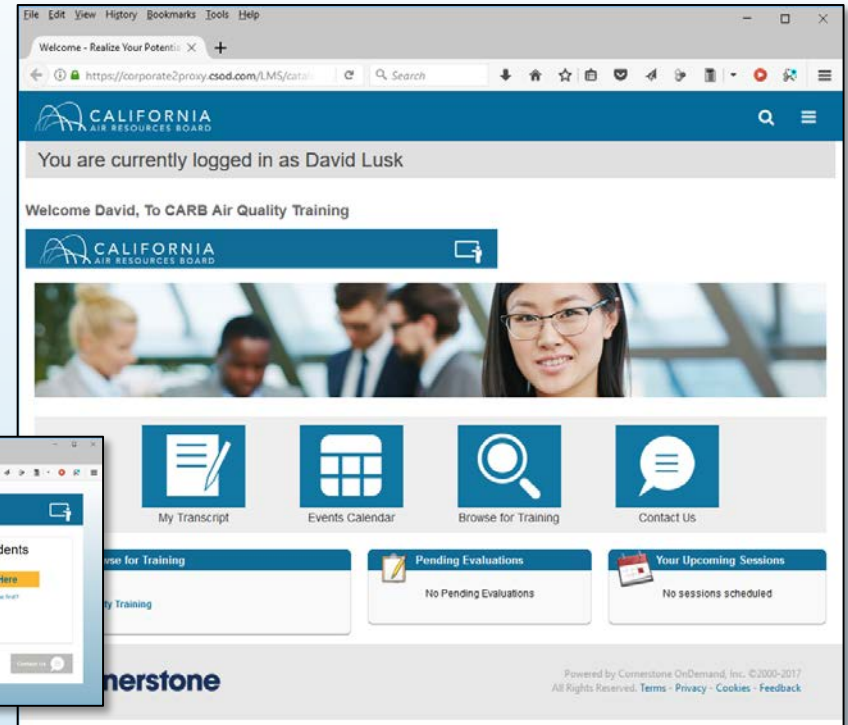 File Edit View History Bookmarks Tools Help
Welcome - Realize Your Potentia
https://corporate2proxy.csod.com/LMS/catal
Search
CALIFORNIA
AIR RESOURCES BOARD
You are currently logged in as David Lusk
Welcome David, To CARB Air Quality Training
CALIFORNIA
AIR RESOURCES BOARD
My Transcript Events Calendar Browse for Training Contact Us
wse for Training Pending Evaluations Your Upcoming Sessions
ty Training No Pending Evaluations No sessions scheduled
dents
Here
Contact Us
nerstone
Powered by Cornerstone OnDemand, Inc. ©2000-2017
All Rights Reserved. Terms - Privacy - Cookies - Feedback